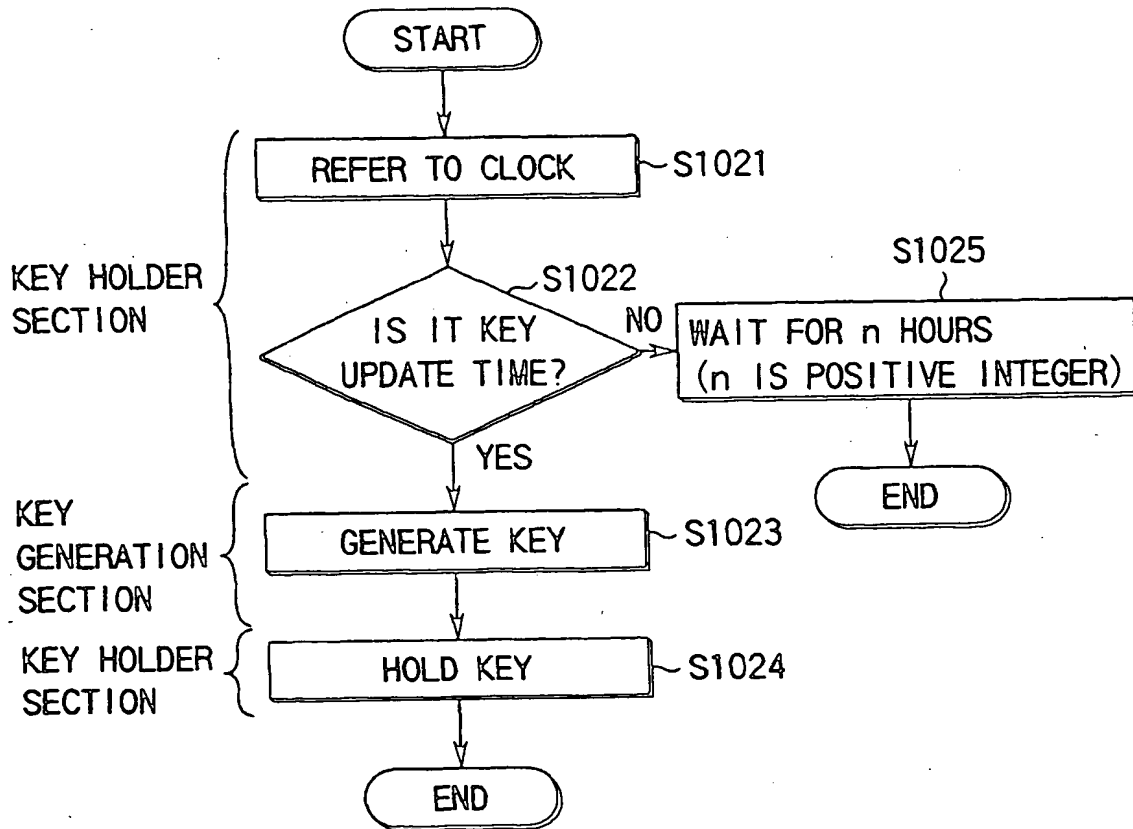 START
REFER TO CLOCK
S1021
KEY HOLDER
SECTION
S1022
IS IT KEY
UPDATE TIME?
NO
S1025
WAIT FOR n HOURS
(n IS POSITIVE INTEGER)
END
YES
KEY
GENERATION
SECTION
GENERATE KEY
S1023
KEY HOLDER
SECTION
HOLD KEY
S1024
END